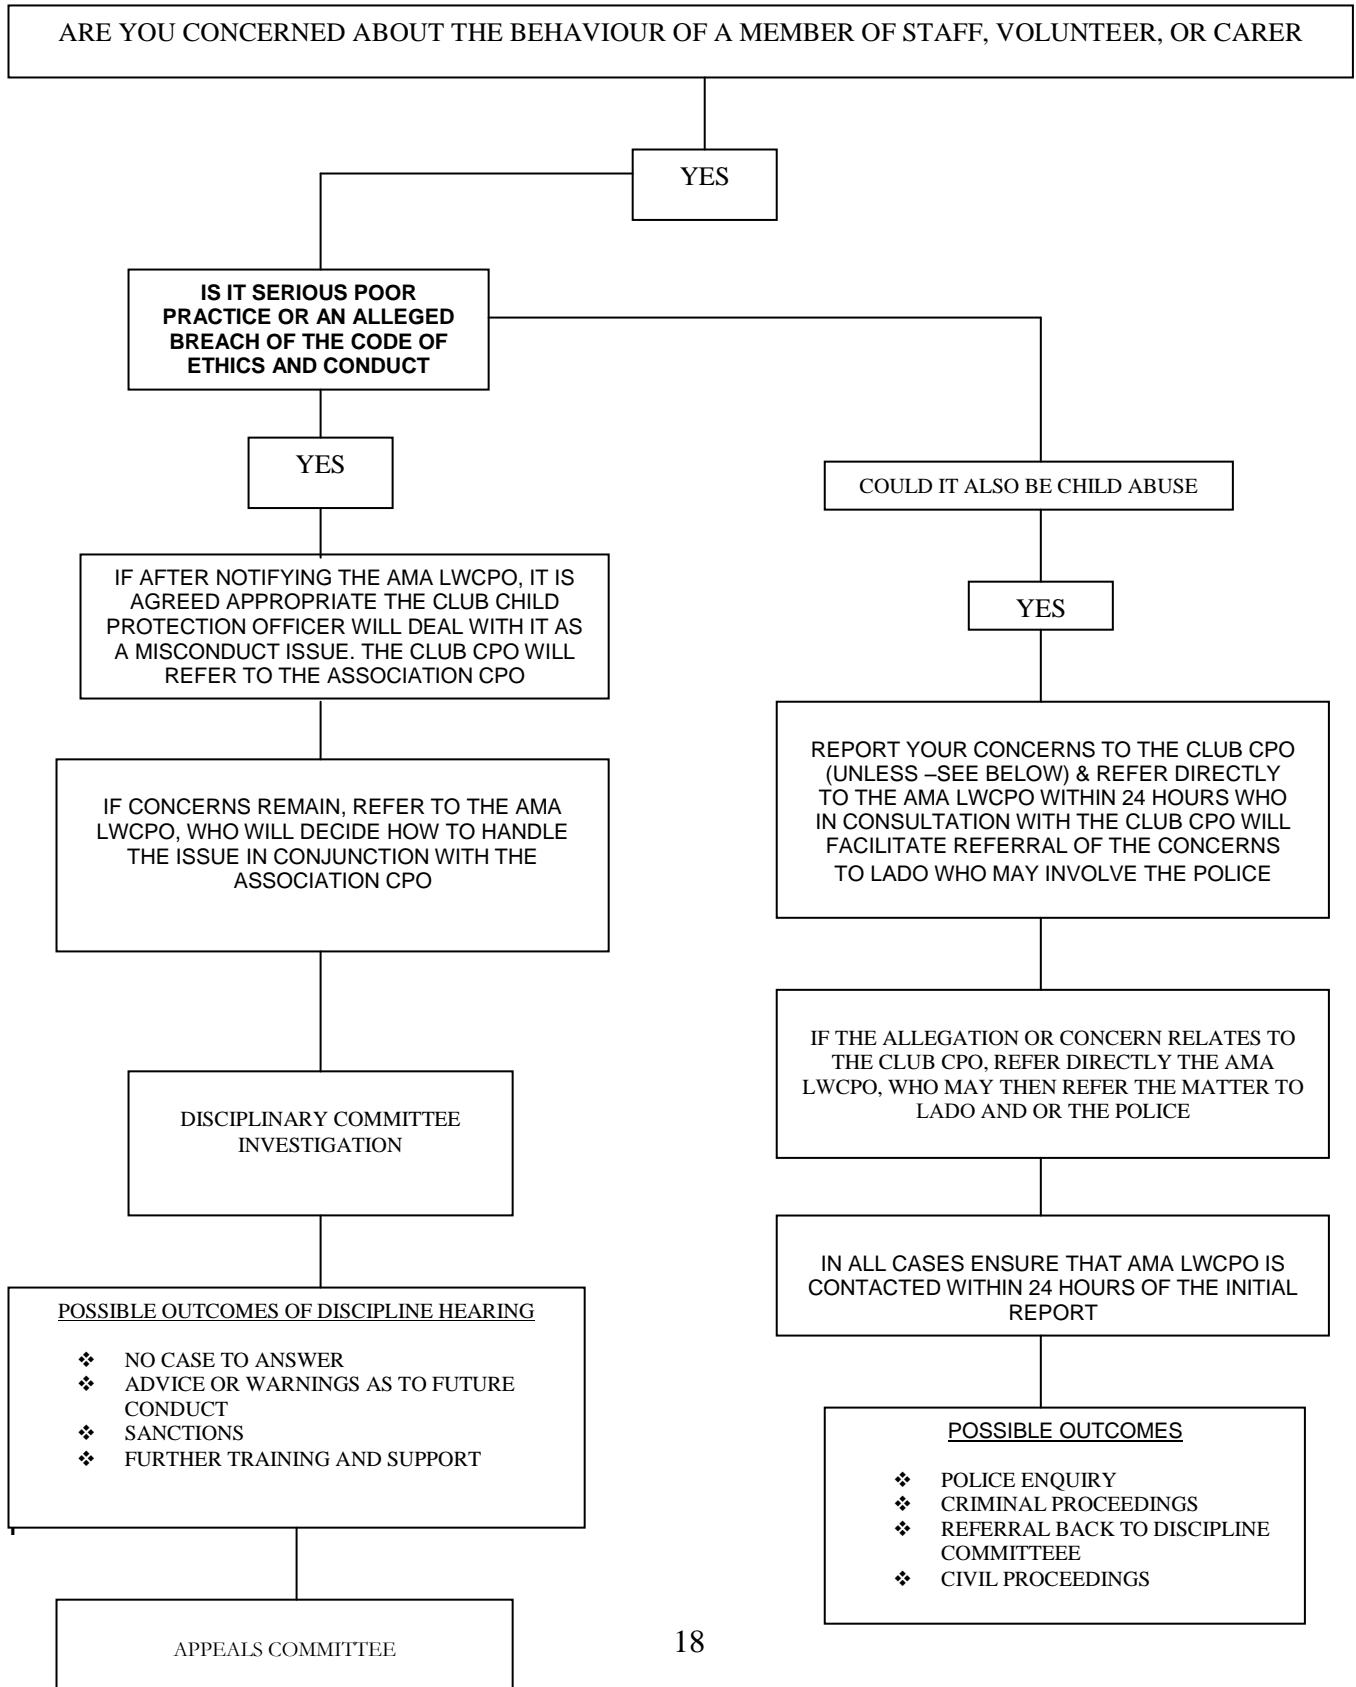 ARE YOU CONCERNED ABOUT THE BEHAVIOUR OF A MEMBER OF STAFF, VOLUNTEER, OR CARER
YES
IS IT SERIOUS POOR
PRACTICE OR AN ALLEGED
BREACH OF THE CODE OF
ETHICS AND CONDUCT
YES
IF AFTER NOTIFYING THE AMA LWCPO, IT IS
AGREED APPROPRIATE THE CLUB CHILD
PROTECTION OFFICER WILL DEAL WITH IT AS
A MISCONDUCT ISSUE. THE CLUB CPO WILL
REFER TO THE ASSOCIATION CPO
IF CONCERNS REMAIN, REFER TO THE AMA
LWCPO, WHO WILL DECIDE HOW TO HANDLE
THE ISSUE IN CONJUNCTION WITH THE
ASSOCIATION CPO
DISCIPLINARY COMMITTEE
INVESTIGATION
POSSIBLE OUTCOMES OF DISCIPLINE HEARING
❖ NO CASE TO ANSWER
❖ ADVICE OR WARNINGS AS TO FUTURE
CONDUCT
❖ SANCTIONS
❖ FURTHER TRAINING AND SUPPORT
APPEALS COMMITTEE
COULD IT ALSO BE CHILD ABUSE
YES
REPORT YOUR CONCERNS TO THE CLUB CPO
(UNLESS –SEE BELOW) & REFER DIRECTLY
TO THE AMA LWCPO WITHIN 24 HOURS WHO
IN CONSULTATION WITH THE CLUB CPO WILL
FACILITATE REFERRAL OF THE CONCERNS
TO LADO WHO MAY INVOLVE THE POLICE
IF THE ALLEGATION OR CONCERN RELATES TO
THE CLUB CPO, REFER DIRECTLY THE AMA
LWCPO, WHO MAY THEN REFER THE MATTER TO
LADO AND OR THE POLICE
IN ALL CASES ENSURE THAT AMA LWCPO IS
CONTACTED WITHIN 24 HOURS OF THE INITIAL
REPORT
POSSIBLE OUTCOMES
❖ POLICE ENQUIRY
❖ CRIMINAL PROCEEDINGS
❖ REFERRAL BACK TO DISCIPLINE
COMMITTEEE
❖ CIVIL PROCEEDINGS
18